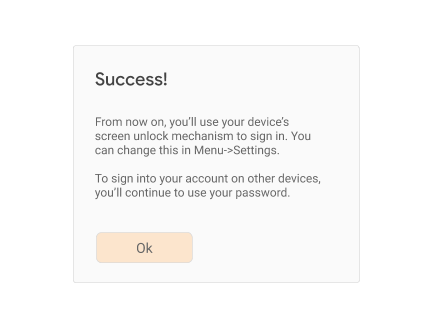 Success!
From now on, you'll use your device's
screen unlock mechanism to sign in. You
can change this in Menu->Settings.
To sign into your account on other devices,
you'll continue to use your password.
Ok